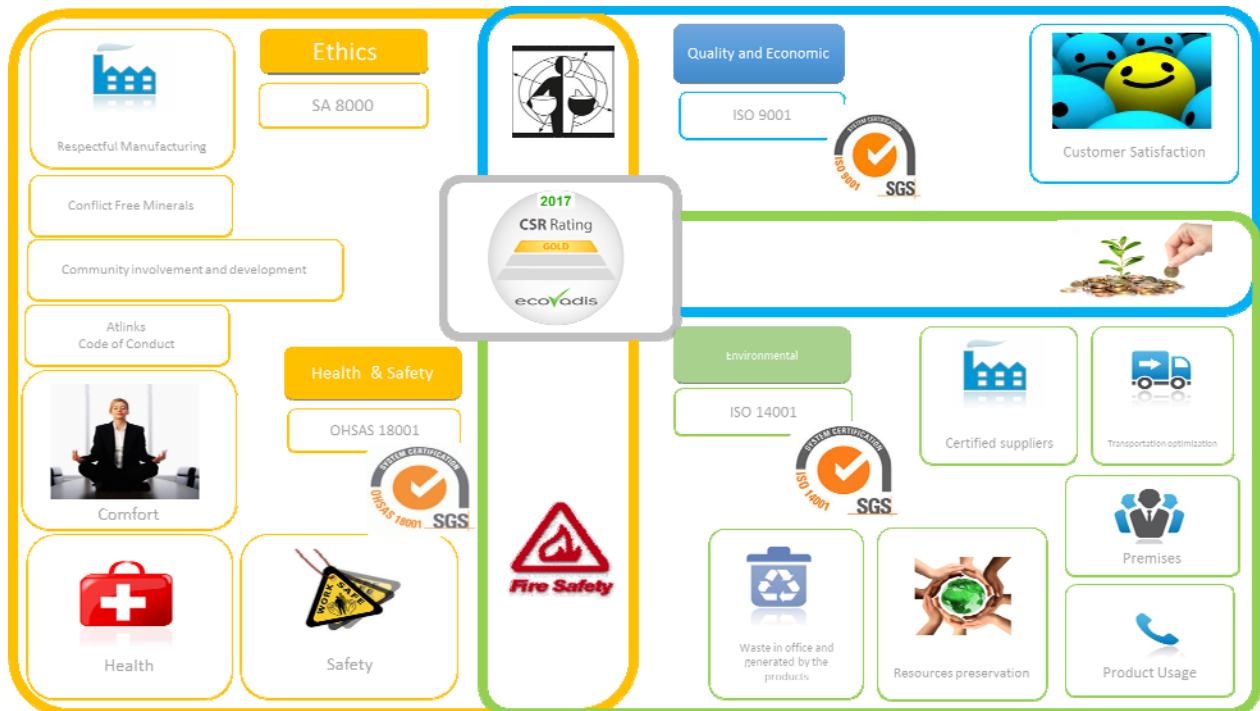 Ethics
SA 8000
Respectful Manufacturing
Conflict Free Minerals
Community involvement and development
Atlinks
Code of Conduct
Health & Safety
OHSAS 18001
SYSTEM CERTIFICATION
OHSAS 18001
SGS
Comfort
Health
WORK SAFE
Safety
2017
CSR Rating
GOLD
ecovadis
Fire Safety
Quality and Economic
ISO 9001
SYSTEM CERTIFICATION
ISO 9001
SGS
Customer Satisfaction
Environmental
ISO 14001
SYSTEM CERTIFICATION
ISO 14001
SGS
Certified suppliers
Transportation optimization
Premises
Waste in office and
generated by the
products
Resources preservation
Product Usage